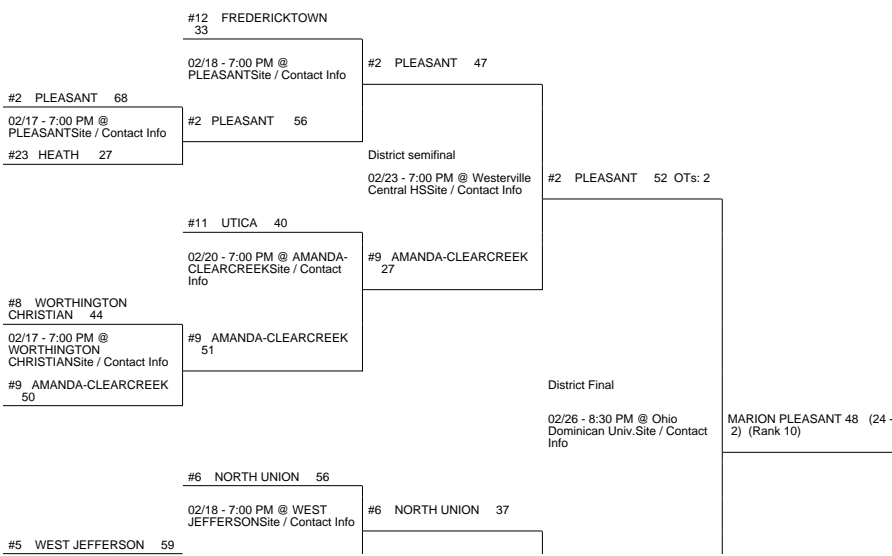 #12 FREDERICKTOWN
33
02/18 - 7:00 PM @
PLEASANTSite / Contact Info
#2 PLEASANT 47
#2 PLEASANT 68
02/17 - 7:00 PM @
PLEASANTSite / Contact Info
#2 PLEASANT 56
#23 HEATH 27
District semifinal
02/23 - 7:00 PM @ Westerville
Central HSSite / Contact Info
#2 PLEASANT 52 OTs: 2
#11 UTICA 40
02/20 - 7:00 PM @ AMANDA-
CLEARCREEKSite / Contact
Info
#9 AMANDA-CLEARCREEK
27
#8 WORTHINGTON
CHRISTIAN 44
02/17 - 7:00 PM @
WORTHINGTON
CHRISTIANSite / Contact Info
#9 AMANDA-CLEARCREEK
51
#9 AMANDA-CLEARCREEK
50
District Final
02/26 - 8:30 PM @ Ohio
Dominican Univ.Site / Contact
Info
MARION PLEASANT 48 (24 -
2) (Rank 10)
#6 NORTH UNION 56
02/18 - 7:00 PM @ WEST
JEFFERSONSite / Contact Info
#6 NORTH UNION 37
#5 WEST JEFFERSON 59